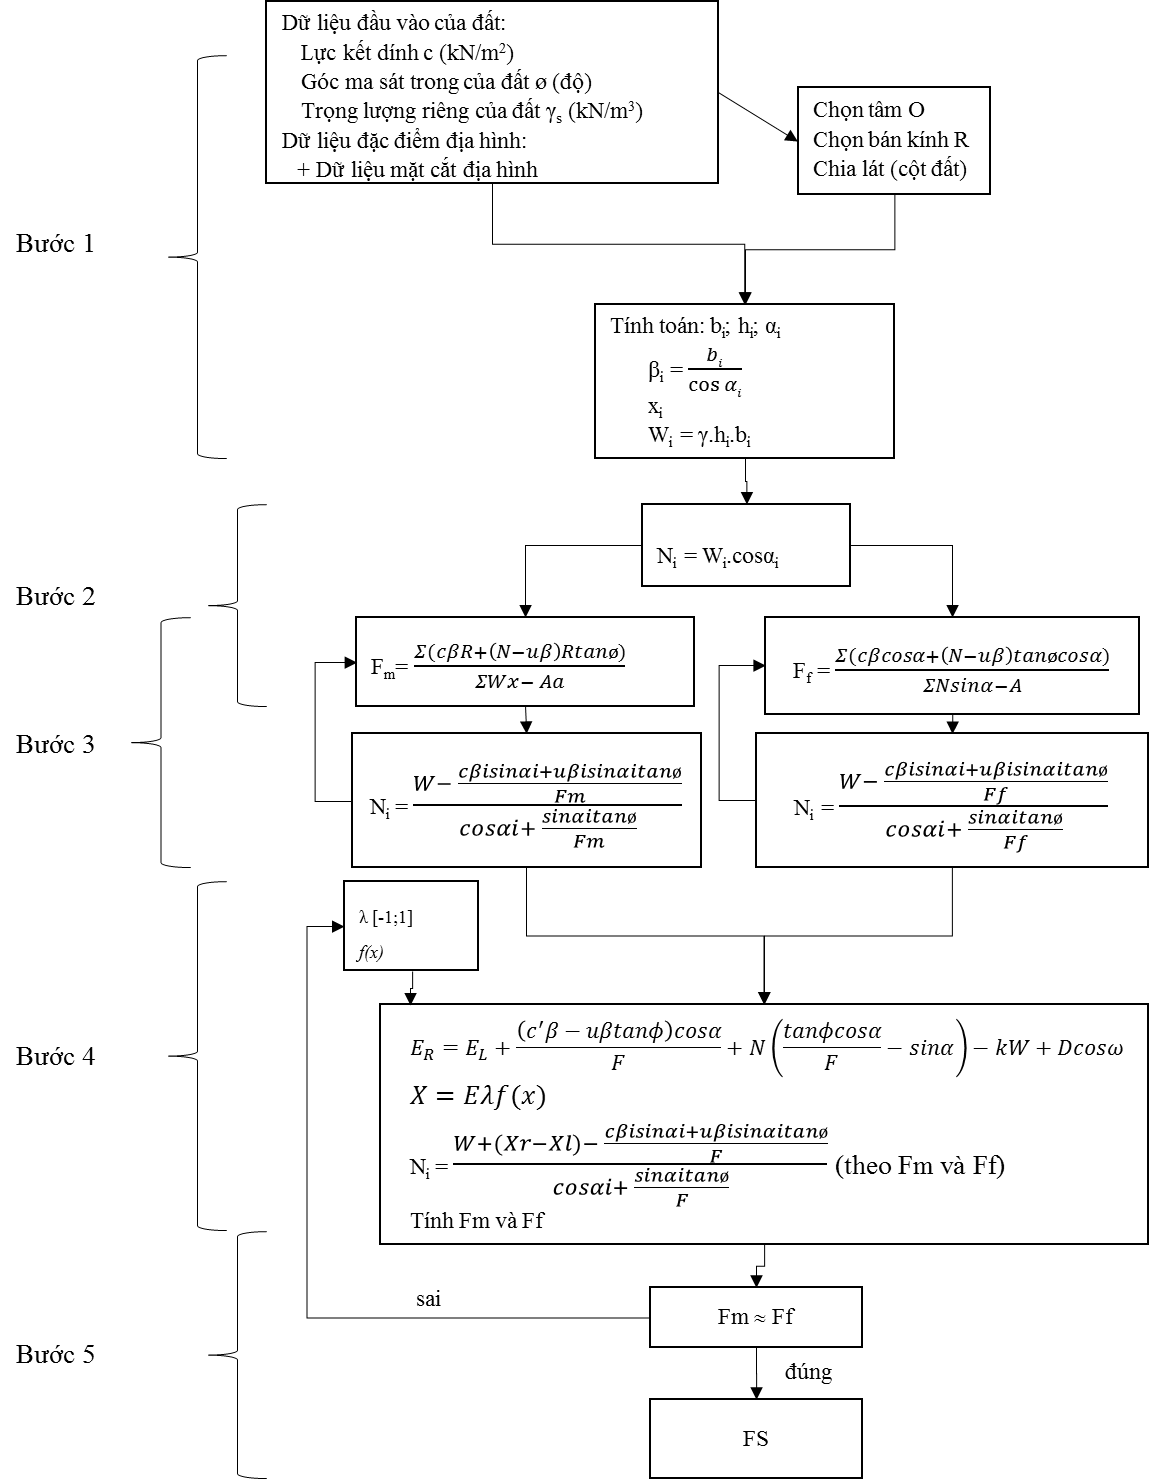 Dữ liệu đầu vào của đất:
Lực kết dính c (kN/m²)
Góc ma sát trong của đất ø (độ)
Trọng lượng riêng của đất γₛ (kN/m³)
Dữ liệu đặc điểm địa hình:
+ Dữ liệu mặt cắt địa hình
Chọn tâm O
Chọn bán kính R
Chia lát (cột đất)
Bước 1
Tính toán: bᵢ; hᵢ; αᵢ
βᵢ = bᵢ / cos αᵢ
xᵢ
Wᵢ = γ.hᵢ.bᵢ
Bước 2
Nᵢ = Wᵢ.cosαᵢ
Fₘ = Σ(cβR+(N−uβ)Rtanø) / ΣWx− Aa
F_f = Σ(cβcosα+(N−uβ)tanøcosα) / ΣNsinα−A
Bước 3
Nᵢ = (W− (cβisinαi+uβisinαitanø)/Fm) / (cosαi+ (sinαitanø)/Fm)
Nᵢ = (W− (cβisinαi+uβisinαitanø)/Ff) / (cosαi+ (sinαitanø)/Ff)
Bước 4
λ [-1;1]
f(x)
E_R = E_L + (c′β − uβtanϕ)cosα / F + N(tanϕcosα / F − sinα) − kW + Dcosω
X = Eλf(x)
Nᵢ = (W+(Xr−Xl)− (cβisinαi+uβisinαitanø)/F) / (cosαi+ (sinαitanø)/F) (theo Fm và Ff)
Tính Fm và Ff
Bước 5
sai
Fm ≈ Ff
đúng
FS